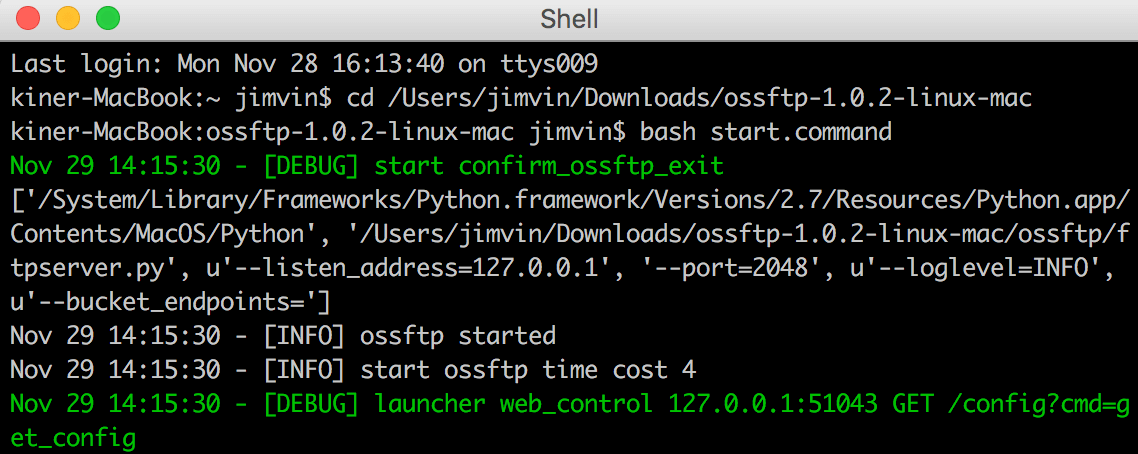 Shell
Last login: Mon Nov 28 16:13:40 on ttys009
kiner-MacBook:~ jimvin$ cd /Users/jimvin/Downloads/ossftp-1.0.2-linux-mac
kiner-MacBook:ossftp-1.0.2-linux-mac jimvin$ bash start.command
Nov 29 14:15:30 - [DEBUG] start confirm_ossftp_exit
['/System/Library/Frameworks/Python.framework/Versions/2.7/Resources/Python.app/
Contents/MacOS/Python', '/Users/jimvin/Downloads/ossftp-1.0.2-linux-mac/ossftp/f
tpserver.py', u'--listen_address=127.0.0.1', '--port=2048', u'--loglevel=INFO',
u'--bucket_endpoints=']
Nov 29 14:15:30 - [INFO] ossftp started
Nov 29 14:15:30 - [INFO] start ossftp time cost 4
Nov 29 14:15:30 - [DEBUG] launcher web_control 127.0.0.1:51043 GET /config?cmd=g
et_config